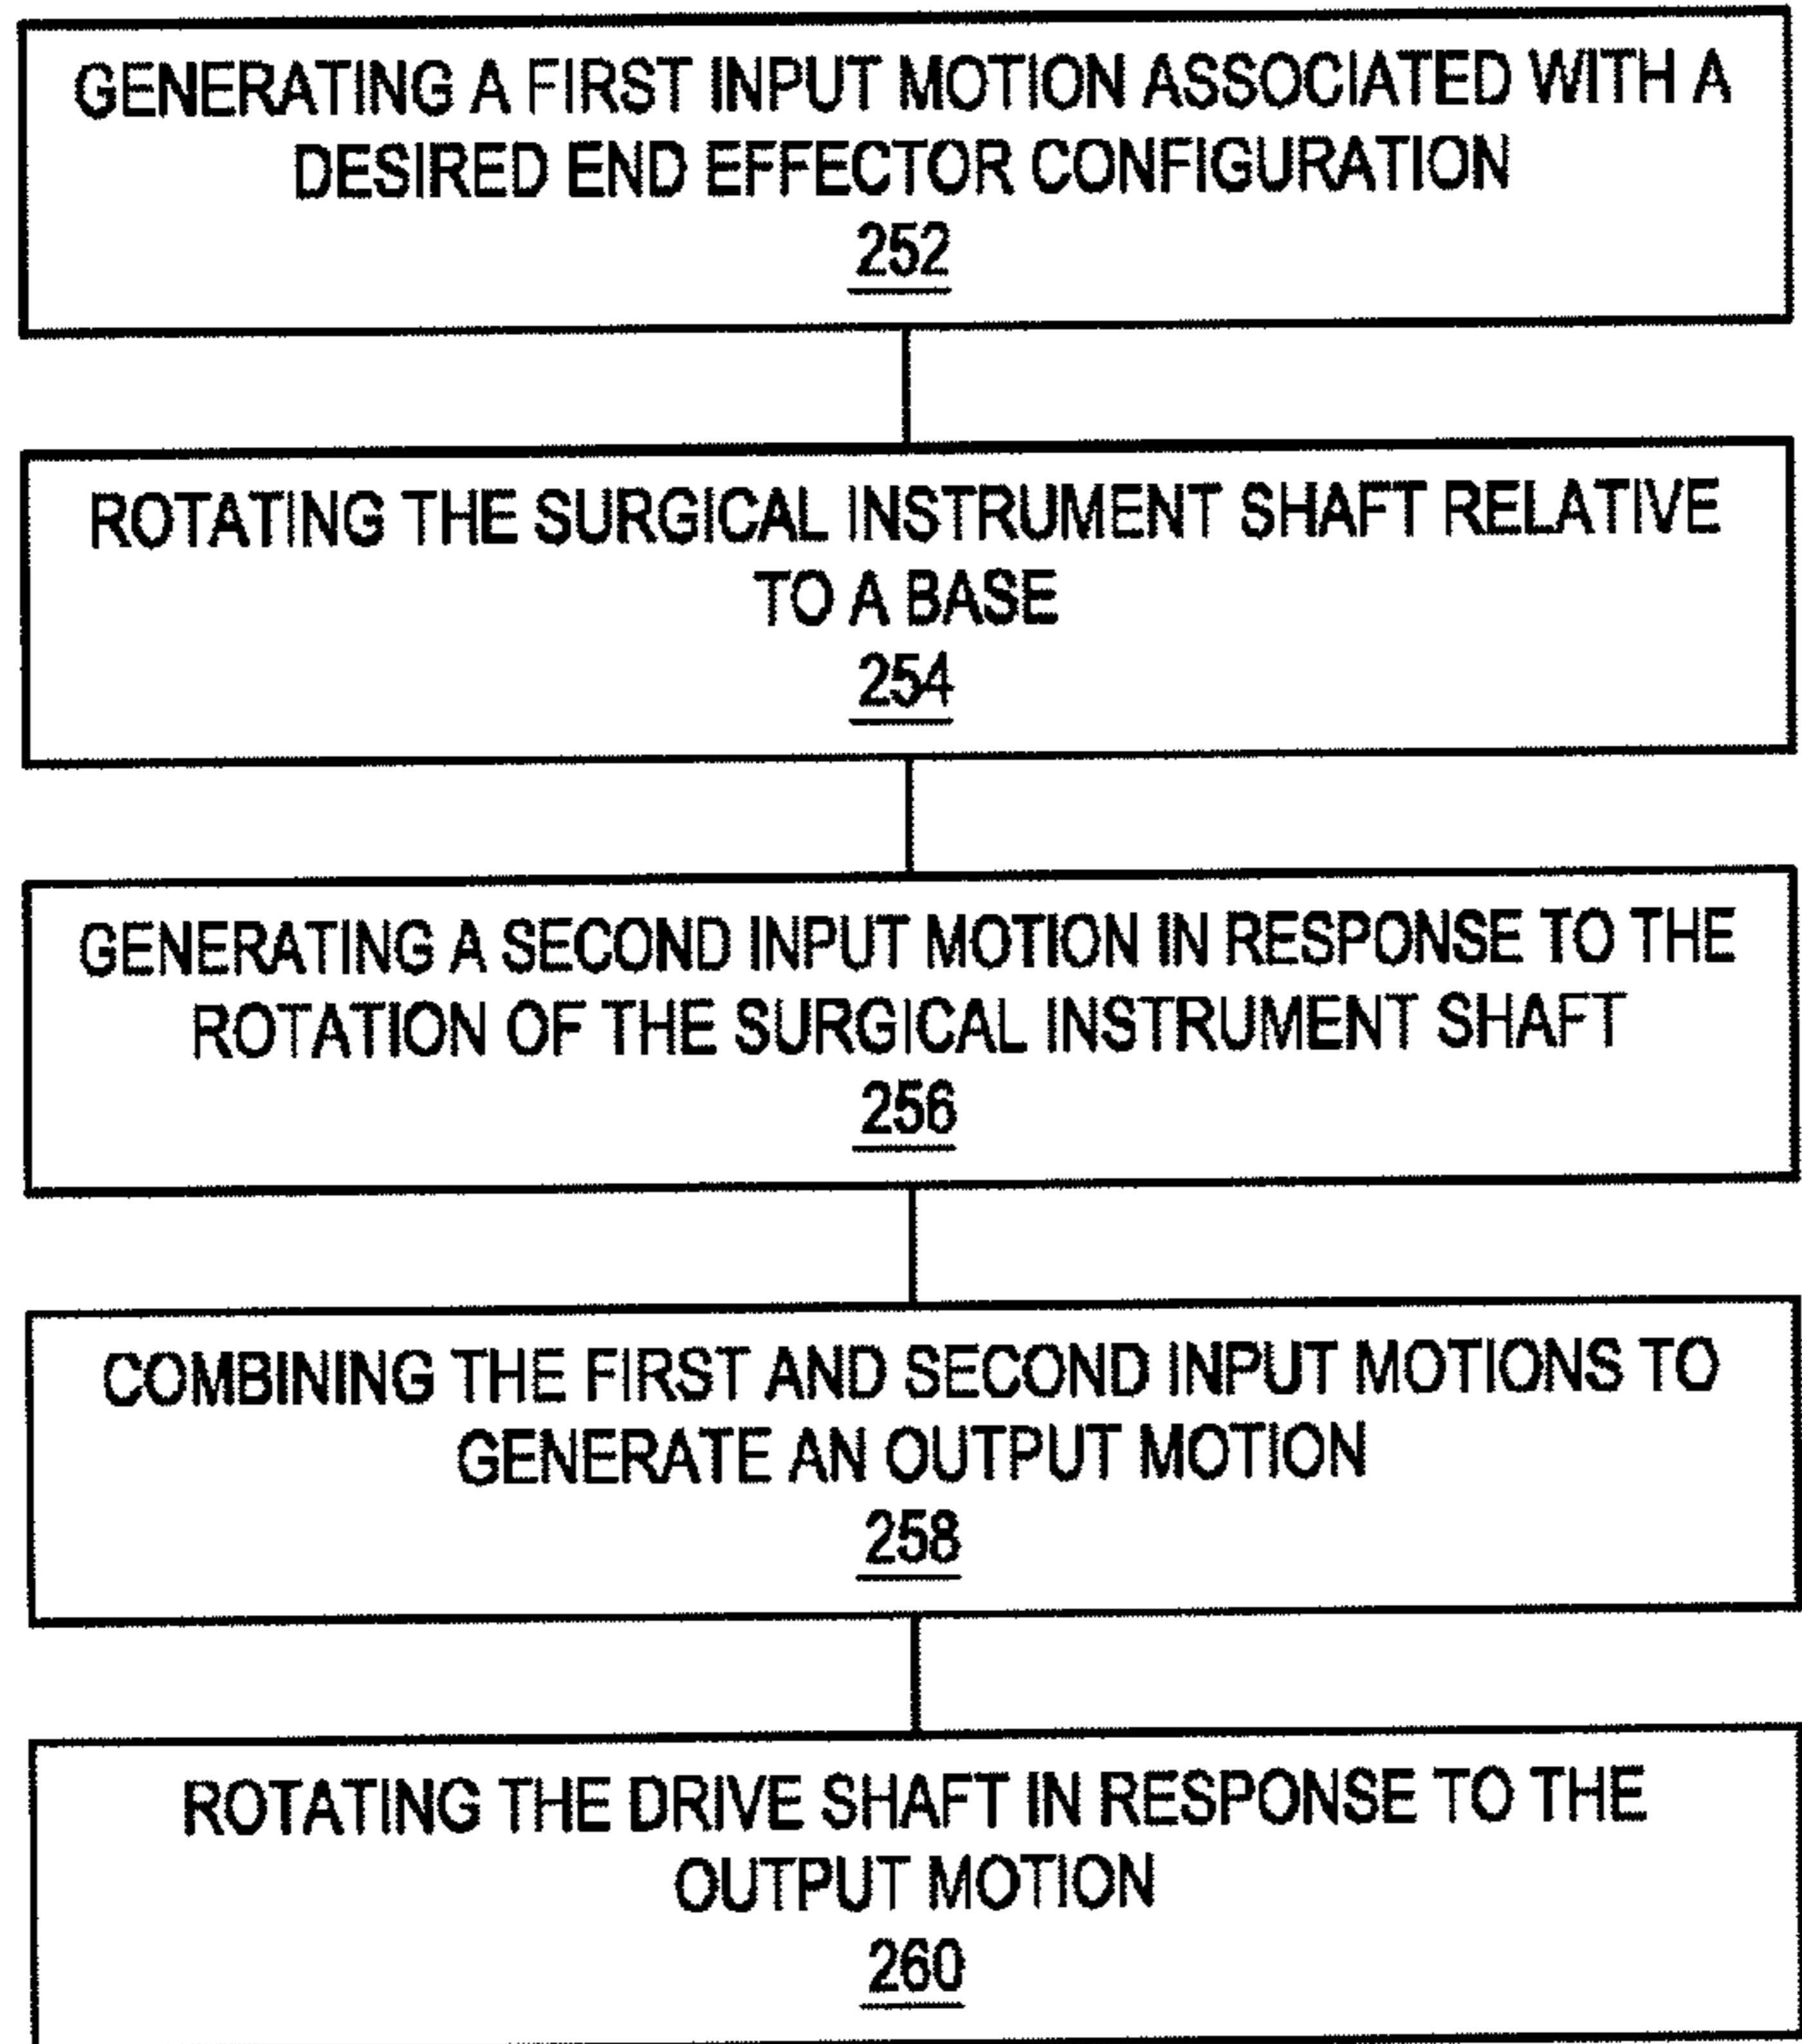 GENERATING A FIRST INPUT MOTION ASSOCIATED WITH A
DESIRED END EFFECTOR CONFIGURATION
252
ROTATING THE SURGICAL INSTRUMENT SHAFT RELATIVE
TO A BASE
254
GENERATING A SECOND INPUT MOTION IN RESPONSE TO THE
ROTATION OF THE SURGICAL INSTRUMENT SHAFT
256
COMBINING THE FIRST AND SECOND INPUT MOTIONS TO
GENERATE AN OUTPUT MOTION
258
ROTATING THE DRIVE SHAFT IN RESPONSE TO THE
OUTPUT MOTION
260